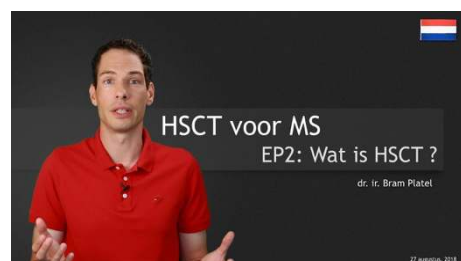 HSCT voor MS
EP2: Wat is HSCT ?
dr. ir. Bram Platel
27 augustus, 2018